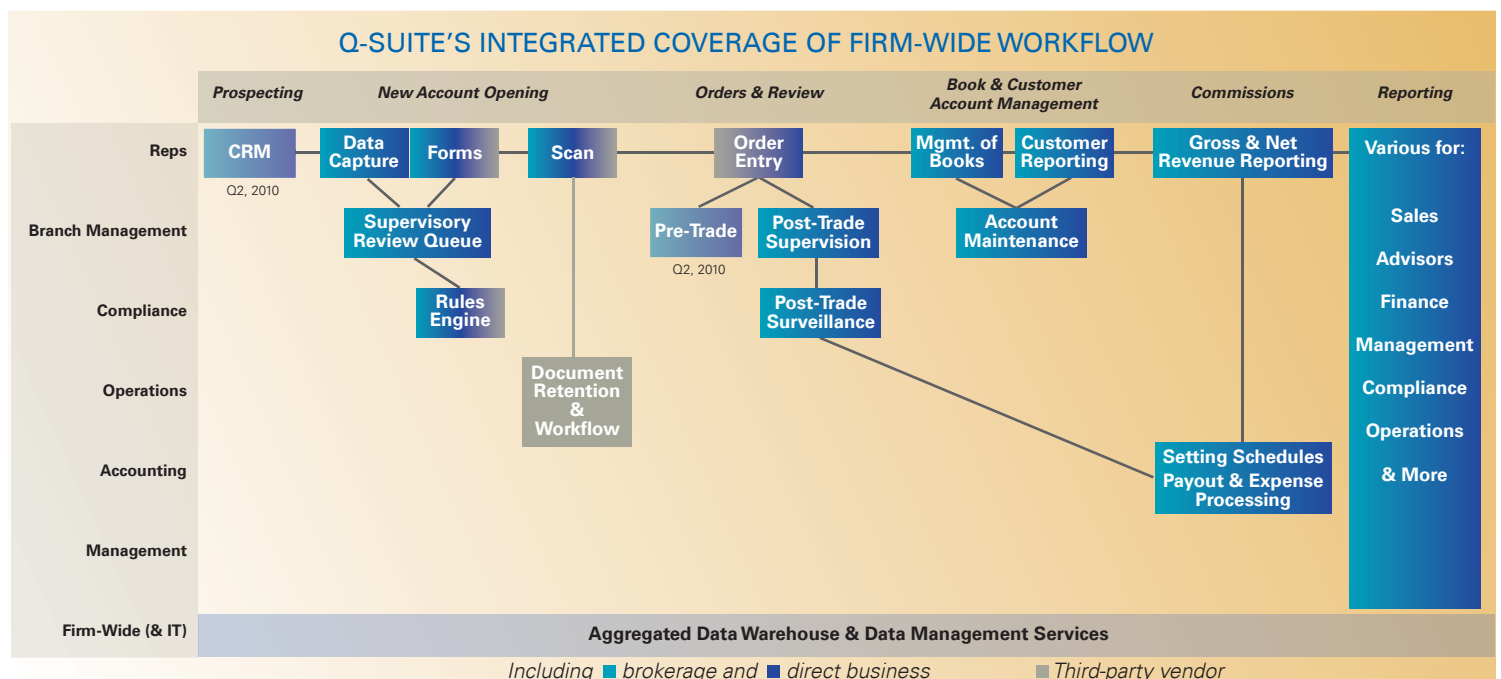 Q-SUITE'S INTEGRATED COVERAGE OF FIRM-WIDE WORKFLOW
Prospecting
New Account Opening
Orders & Review
Book & Customer
Account Management
Commissions
Reporting
Reps
CRM
Q2, 2010
Data
Capture
Forms
Scan
Order
Entry
Mgmt. of
Books
Customer
Reporting
Gross & Net
Revenue Reporting
Various for:
Sales
Advisors
Finance
Management
Compliance
Operations
& More
Branch Management
Supervisory
Review Queue
Pre-Trade
Q2, 2010
Post-Trade
Supervision
Account
Maintenance
Compliance
Rules
Engine
Post-Trade
Surveillance
Operations
Document
Retention
&
Workflow
Accounting
Setting Schedules
Payout & Expense
Processing
Management
Firm-Wide (& IT)
Aggregated Data Warehouse & Data Management Services
Including brokerage and direct business
Third-party vendor